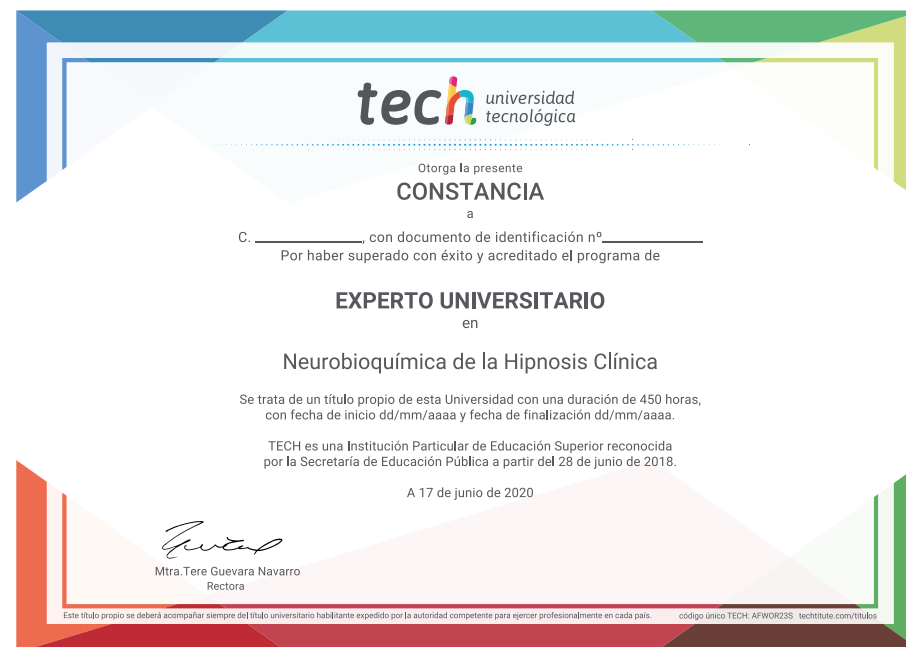 tech universidad
tecnológica
Otorga la presente
CONSTANCIA
a
C. ____________, con documento de identificación nº____________
Por haber superado con éxito y acreditado el programa de
EXPERTO UNIVERSITARIO
en
Neurobioquímica de la Hipnosis Clínica
Se trata de un título propio de esta Universidad con una duración de 450 horas,
con fecha de inicio dd/mm/aaaa y fecha de finalización dd/mm/aaaa.
TECH es una Institución Particular de Educación Superior reconocida
por la Secretaría de Educación Pública a partir del 28 de junio de 2018.
A 17 de junio de 2020
Mtra.Tere Guevara Navarro
Rectora
Este título propio se deberá acompañar siempre del título universitario habilitante expedido por la autoridad competente para ejercer profesionalmente en cada país. código único TECH: AFWOR23S techtitute.com/titulos